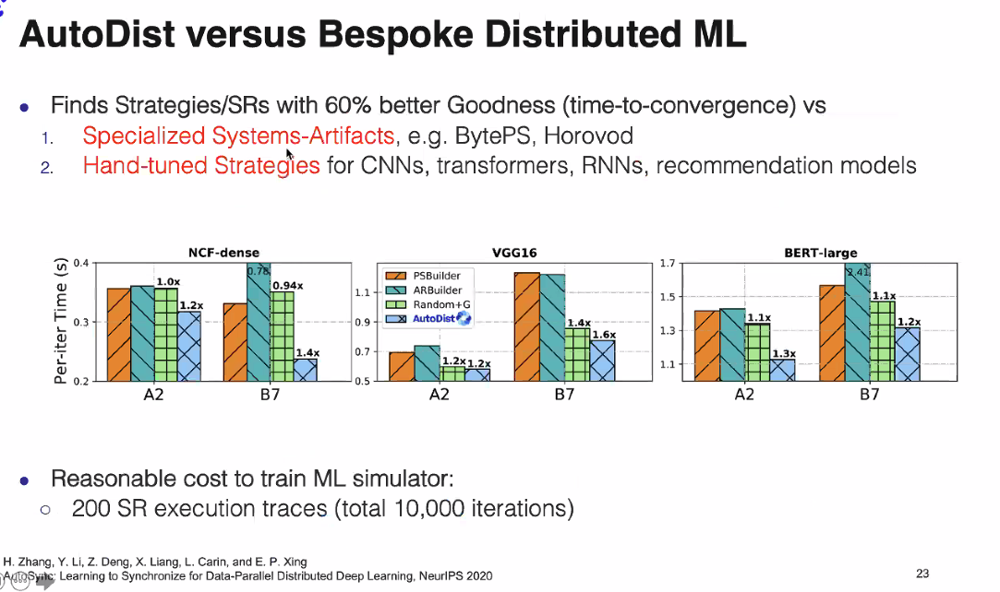 AutoDist versus Bespoke Distributed ML
• Finds Strategies/SRs with 60% better Goodness (time-to-convergence) vs
1. Specialized Systems-Artifacts, e.g. BytePS, Horovod
2. Hand-tuned Strategies for CNNs, transformers, RNNs, recommendation models
NCF-dense
Per-iter Time (s)
0.4
0.3
0.2
1.0x
1.2x
0.78
0.94x
1.4x
A2
B7
VGG16
PSBuilder
ARBuilder
Random+G
AutoDist
1.1
0.9
0.7
0.5
1.2x
1.2x
1.4x
1.6x
A2
B7
BERT-large
1.7
1.5
1.3
1.1
1.1x
1.3x
2.41
1.1x
1.2x
A2
B7
• Reasonable cost to train ML simulator:
○ 200 SR execution traces (total 10,000 iterations)
H. Zhang, Y. Li, Z. Deng, X. Liang, L. Carin, and E. P. Xing
AutoSync: Learning to Synchronize for Data-Parallel Distributed Deep Learning, NeurIPS 2020
23